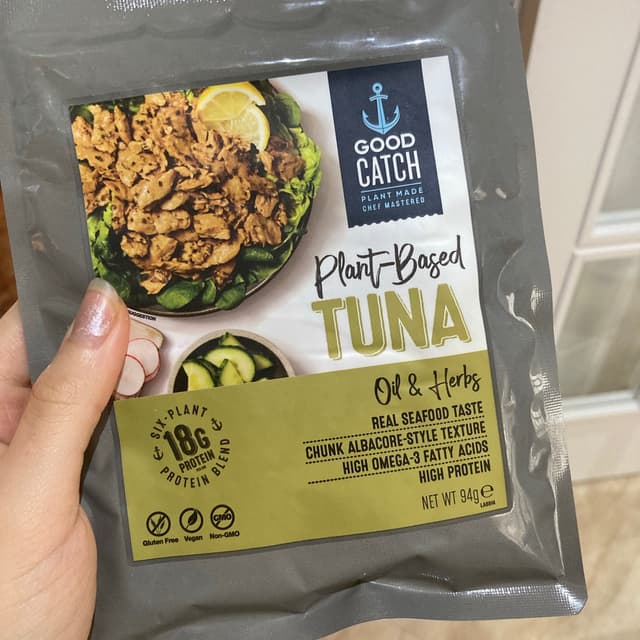 GOOD
CATCH
PLANT MADE
CHEF MASTERED
Plant-Based
TUNA
Oil & Herbs
REAL SEAFOOD TASTE
CHUNK ALBACORE-STYLE TEXTURE
HIGH OMEGA-3 FATTY ACIDS
HIGH PROTEIN
NET WT 94g e
SUGGESTION
SIX-PLANT
18G
PROTEIN
PROTEIN BLEND
GMO
Gluten Free
Vegan
Non-GMO